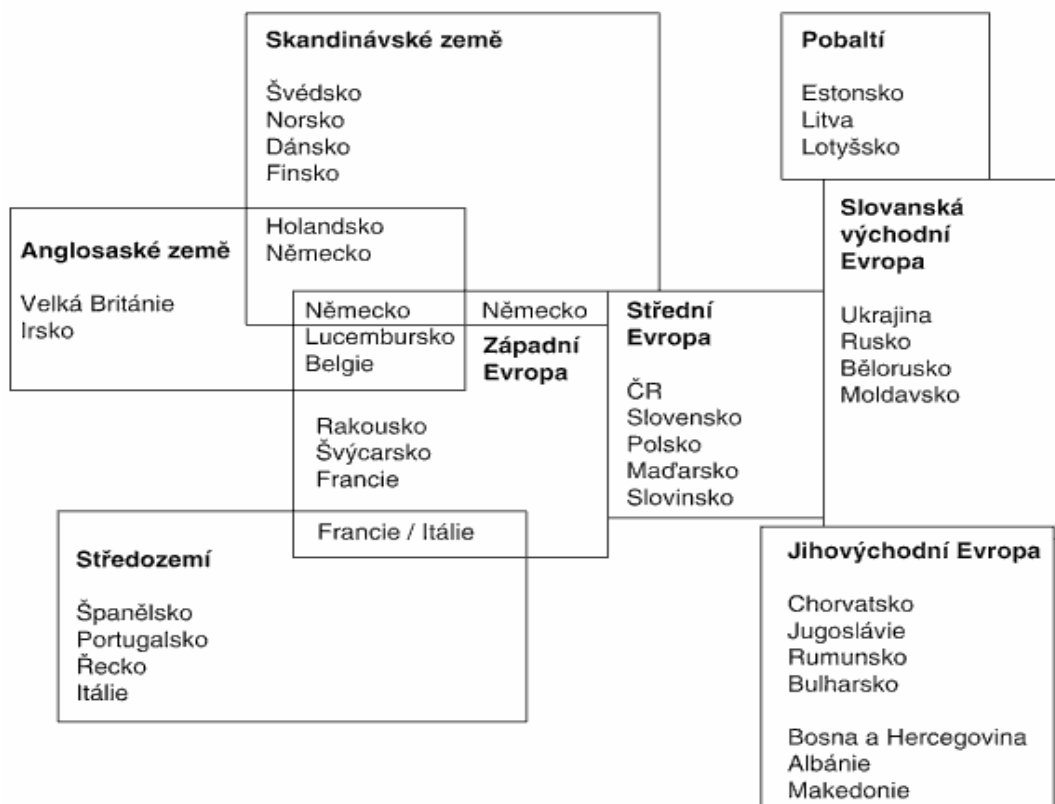 Skandinávské země
Švédsko
Norsko
Dánsko
Finsko
Holandsko
Německo
Pobaltí
Estonsko
Litva
Lotyšsko
Anglosaské země
Velká Británie
Irsko
Německo
Lucembursko
Belgie
Německo
Západní
Evropa
Rakousko
Švýcarsko
Francie
Francie / Itálie
Střední
Evropa
ČR
Slovensko
Polsko
Maďarsko
Slovinsko
Slovanská
východní
Evropa
Ukrajina
Rusko
Bělorusko
Moldavsko
Středozemí
Španělsko
Portugalsko
Řecko
Itálie
Jihovýchodní Evropa
Chorvatsko
Jugoslávie
Rumunsko
Bulharsko
Bosna a Hercegovina
Albánie
Makedonie